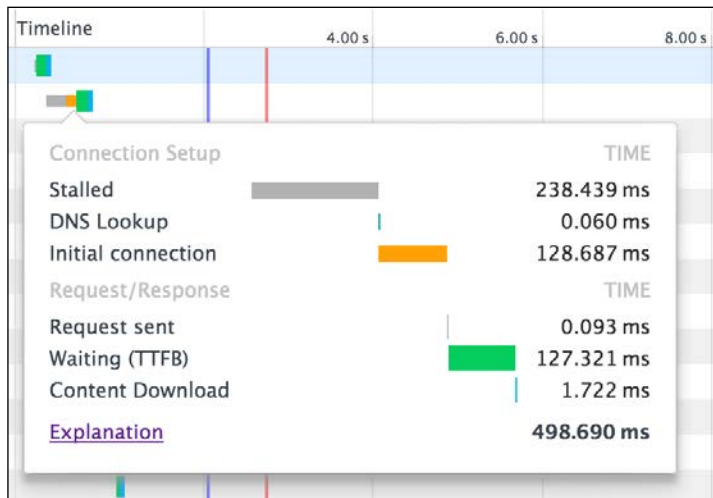 Timeline
4.00 s 6.00 s 8.00 s
Connection Setup TIME
Stalled 238.439 ms
DNS Lookup 0.060 ms
Initial connection 128.687 ms
Request/Response TIME
Request sent 0.093 ms
Waiting (TTFB) 127.321 ms
Content Download 1.722 ms
Explanation 498.690 ms